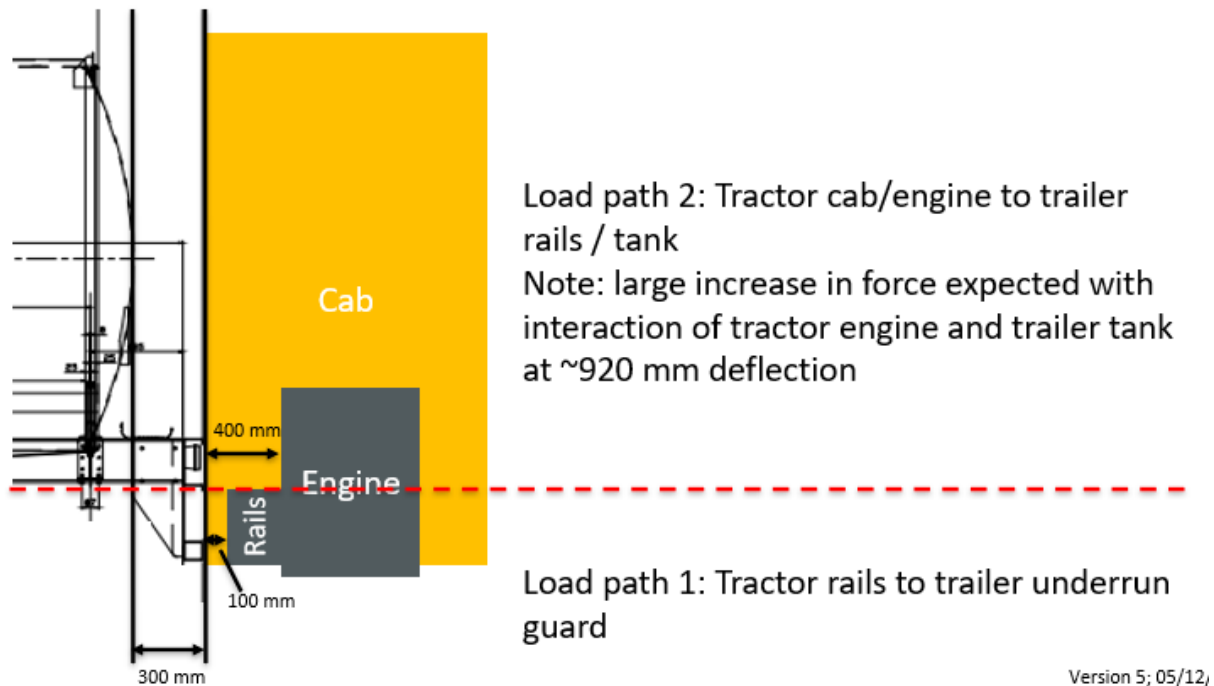 Load path 2: Tractor cab/engine to trailer
rails / tank
Note: large increase in force expected with
interaction of tractor engine and trailer tank
at ~920 mm deflection
Cab
400 mm
Engine
Rails
100 mm
Load path 1: Tractor rails to trailer underrun
guard
300 mm
Version 5; 05/12/